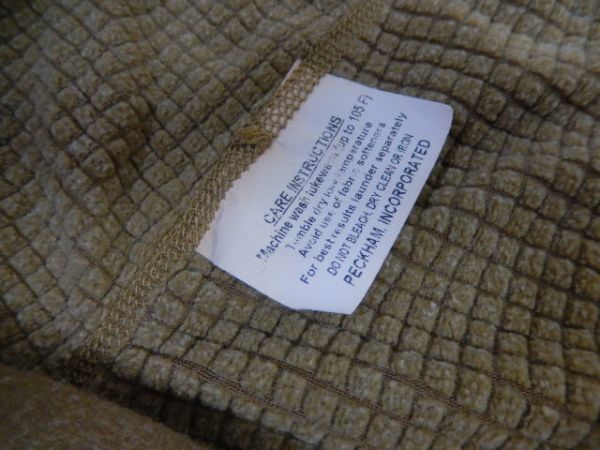 CARE INSTRUCTIONS
*Machine wash lukewarm (up to 105 F)
Tumble dry low temperature
Avoid use of fabric softeners
For best results launder separately
DO NOT BLEACH, DRY CLEAN OR IRON
PECKHAM, INCORPORATED